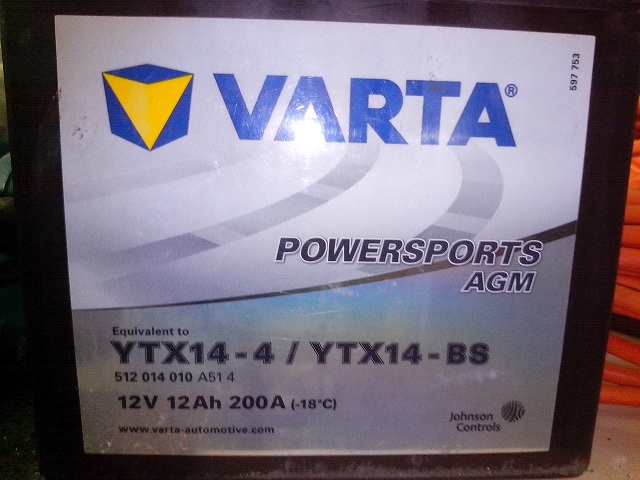 597 753
VARTA®
POWERSPORTS
AGM
Equivalent to
YTX14-4 / YTX14-BS
512 014 010 A51 4
12V 12Ah 200A (-18°C)
www.varta-automotive.com
Johnson
Controls